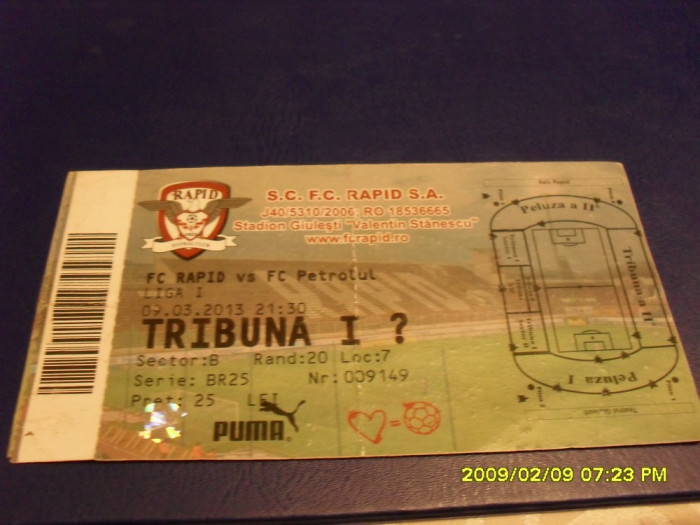 RAPID
S.C. F.C. RAPID S.A.
J40/5310/2006; RO 18536665
Stadion Giuleşti "Valentin Stănescu"
www.fcrapid.ro
FC RAPID vs FC Petrolul
LIGA I
09.03.2013 21:30
TRIBUNA I ?
Sector:B Rand:20 Loc:7
Serie: BR25 Nr: 009149
Pret: 25 LEI
PUMA
=
Peluza a II
Tribuna a II
Peluza I
2009/02/09 07:23 PM